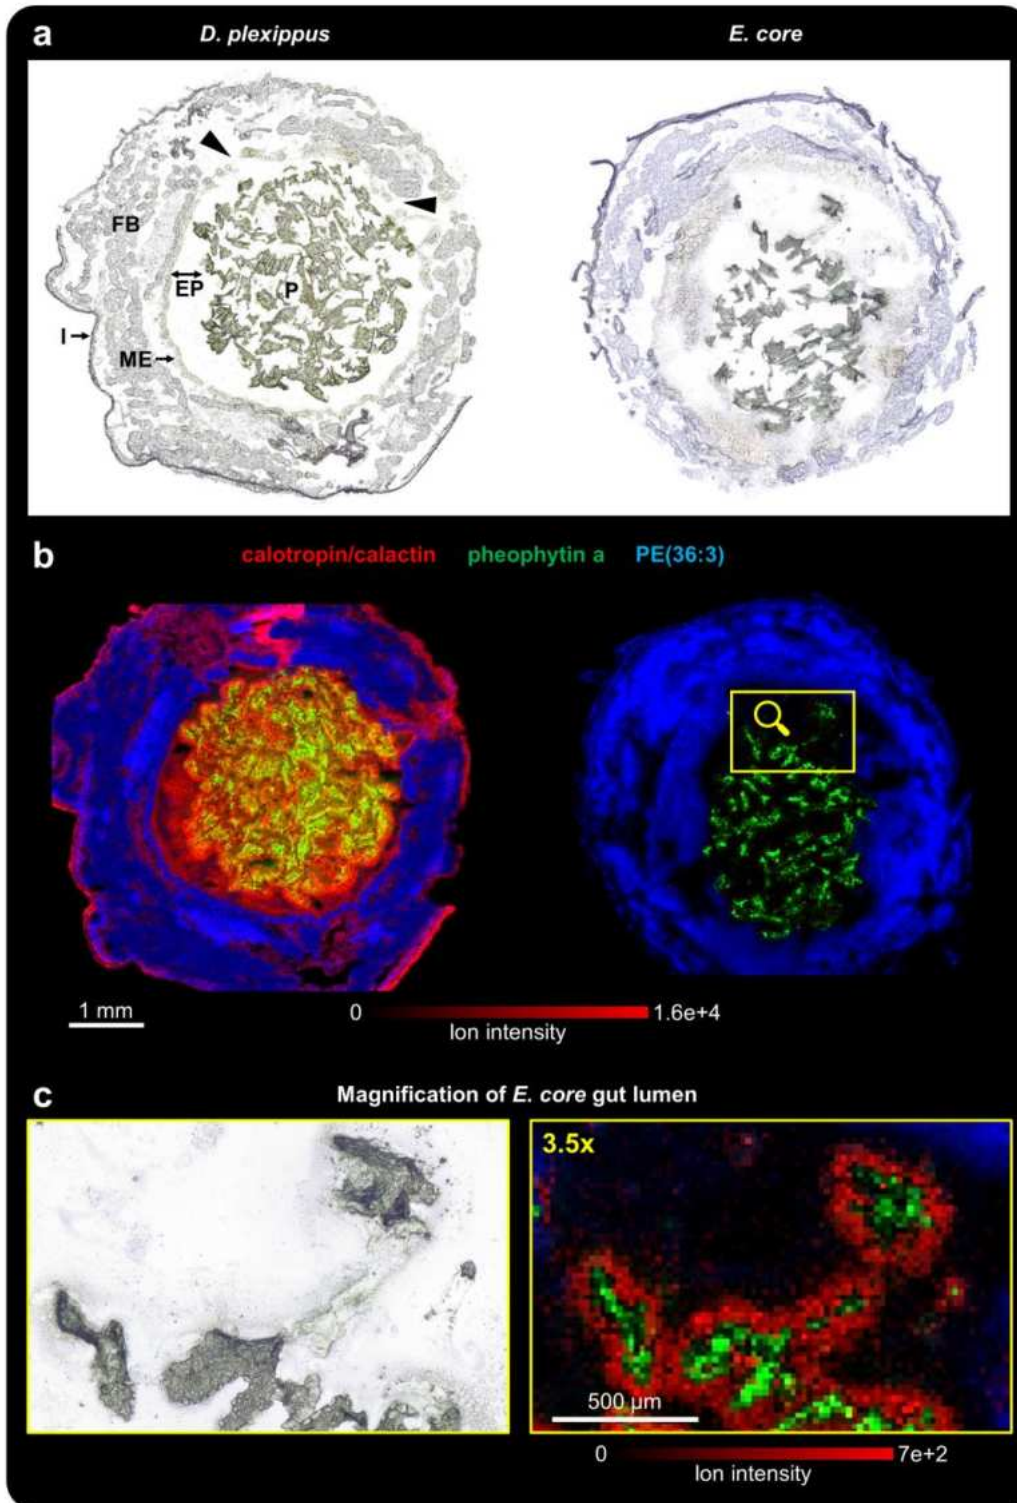 a
D. plexippus
E. core
FB
EP
P
I
ME
b
calotropin/calactin pheophytin a PE(36:3)
1 mm
0 1.6e+4
Ion intensity
c
Magnification of E. core gut lumen
3.5x
500 µm
0 7e+2
Ion intensity